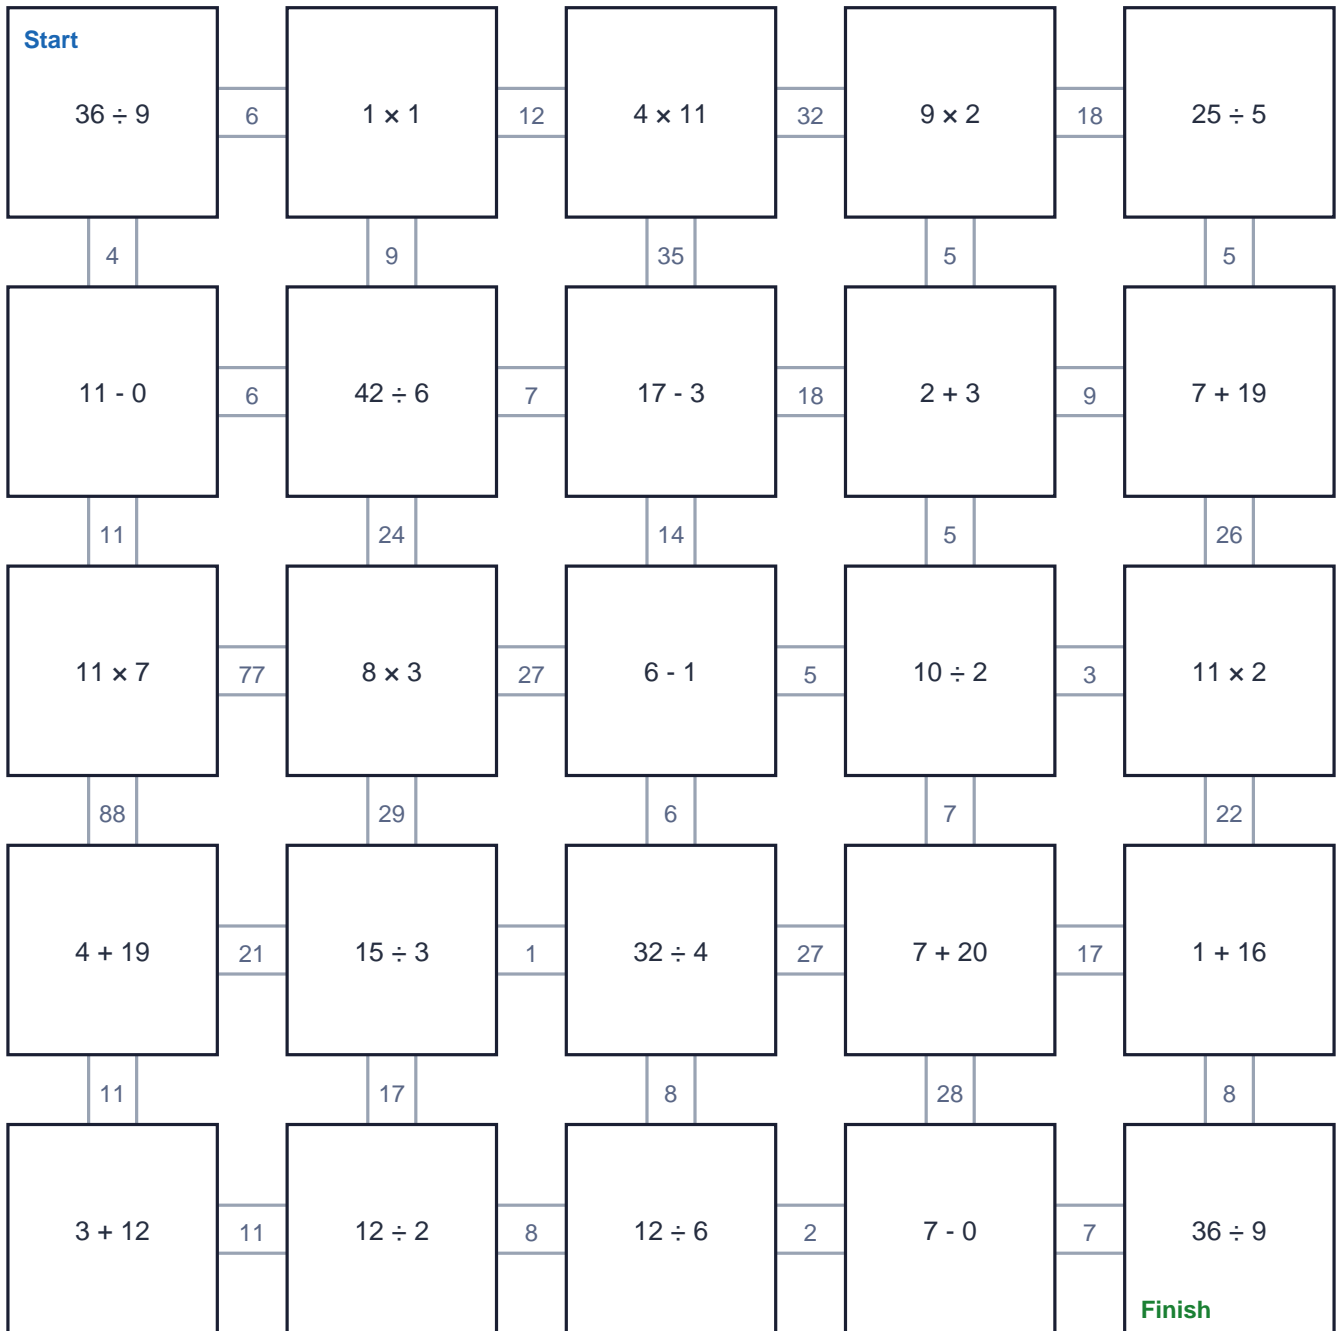 Start
36 ÷ 9 6 1 × 1 12 4 × 11 32 9 × 2 18 25 ÷ 5
4 9 35 5 5
11 - 0 6 42 ÷ 6 7 17 - 3 18 2 + 3 9 7 + 19
11 24 14 5 26
11 × 7 77 8 × 3 27 6 - 1 5 10 ÷ 2 3 11 × 2
88 29 6 7 22
4 + 19 21 15 ÷ 3 1 32 ÷ 4 27 7 + 20 17 1 + 16
11 17 8 28 8
3 + 12 11 12 ÷ 2 8 12 ÷ 6 2 7 - 0 7 36 ÷ 9
Finish